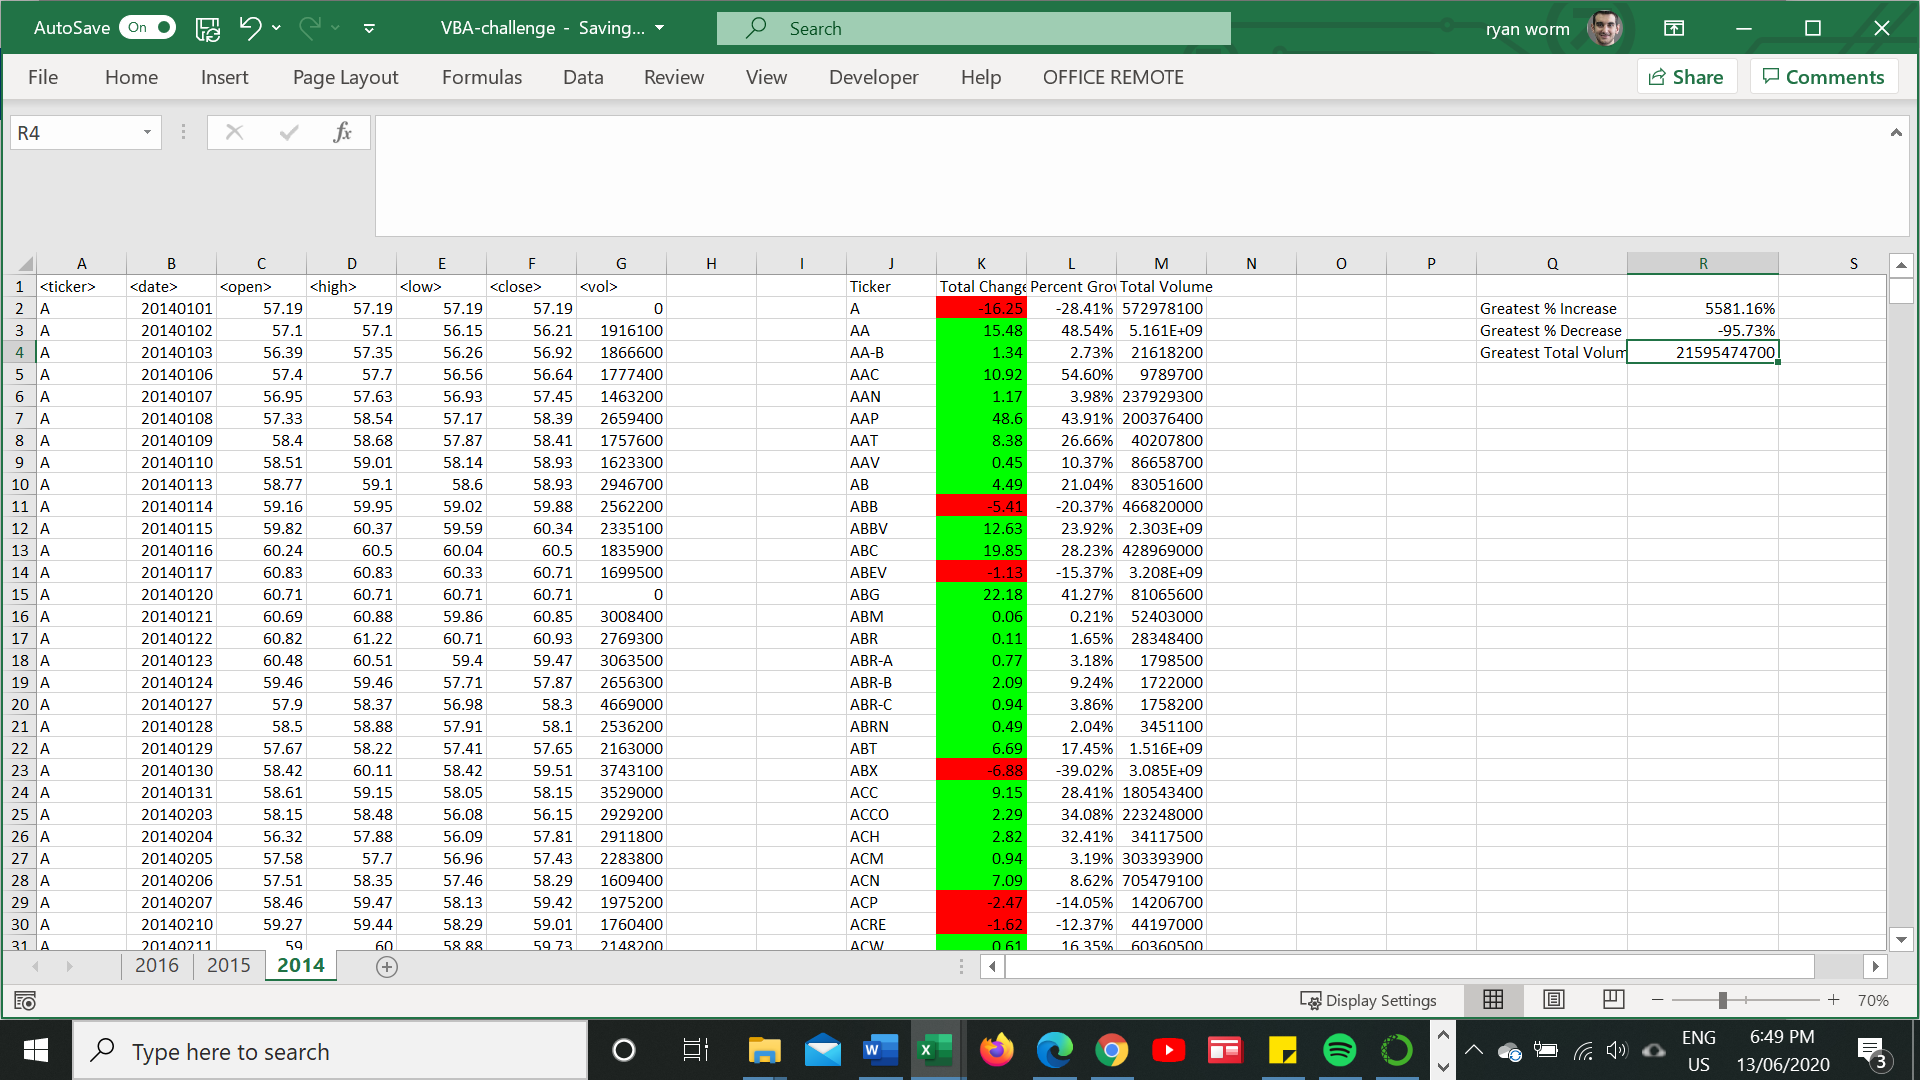 AutoSave On VBA-challenge - Saving... Search ryan worm
File Home Insert Page Layout Formulas Data Review View Developer Help OFFICE REMOTE Share Comments
R4 fx
A B C D E F G H I J K L M N O P Q R S
1 <ticker> <date> <open> <high> <low> <close> <vol> Ticker Total Change Percent Grov Total Volume
2 A 20140101 57.19 57.19 57.19 57.19 0 A -16.25 -28.41% 572978100 Greatest % Increase 5581.16%
3 A 20140102 57.1 57.1 56.15 56.21 1916100 AA 15.48 48.54% 5.161E+09 Greatest % Decrease -95.73%
4 A 20140103 56.39 57.35 56.26 56.92 1866600 AA-B 1.34 2.73% 21618200 Greatest Total Volum 21595474700
5 A 20140106 57.4 57.7 56.56 56.64 1777400 AAC 10.92 54.60% 9789700
6 A 20140107 56.95 57.63 56.93 57.45 1463200 AAN 1.17 3.98% 237929300
7 A 20140108 57.33 58.54 57.17 58.39 2659400 AAP 48.6 43.91% 200376400
8 A 20140109 58.4 58.68 57.87 58.41 1757600 AAT 8.38 26.66% 40207800
9 A 20140110 58.51 59.01 58.14 58.93 1623300 AAV 0.45 10.37% 86658700
10 A 20140113 58.77 59.1 58.6 58.93 2946700 AB 4.49 21.04% 83051600
11 A 20140114 59.16 59.95 59.02 59.88 2562200 ABB -5.41 -20.37% 466820000
12 A 20140115 59.82 60.37 59.59 60.34 2335100 ABBV 12.63 23.92% 2.303E+09
13 A 20140116 60.24 60.5 60.04 60.5 1835900 ABC 19.85 28.23% 428969000
14 A 20140117 60.83 60.83 60.33 60.71 1699500 ABEV -1.13 -15.37% 3.208E+09
15 A 20140120 60.71 60.71 60.71 60.71 0 ABG 22.18 41.27% 81065600
16 A 20140121 60.69 60.88 59.86 60.85 3008400 ABM 0.06 0.21% 52403000
17 A 20140122 60.82 61.22 60.71 60.93 2769300 ABR 0.11 1.65% 28348400
18 A 20140123 60.48 60.51 59.4 59.47 3063500 ABR-A 0.77 3.18% 1798500
19 A 20140124 59.46 59.46 57.71 57.87 2656300 ABR-B 2.09 9.24% 1722000
20 A 20140127 57.9 58.37 56.98 58.3 4669000 ABR-C 0.94 3.86% 1758200
21 A 20140128 58.5 58.88 57.91 58.1 2536200 ABRN 0.49 2.04% 3451100
22 A 20140129 57.67 58.22 57.41 57.65 2163000 ABT 6.69 17.45% 1.516E+09
23 A 20140130 58.42 60.11 58.42 59.51 3743100 ABX -6.88 -39.02% 3.085E+09
24 A 20140131 58.61 59.15 58.05 58.15 3529000 ACC 9.15 28.41% 180543400
25 A 20140203 58.15 58.48 56.08 56.15 2929200 ACCO 2.29 34.08% 223248000
26 A 20140204 56.32 57.88 56.09 57.81 2911800 ACH 2.82 32.41% 34117500
27 A 20140205 57.58 57.7 56.96 57.43 2283800 ACM 0.94 3.19% 303393900
28 A 20140206 57.51 58.35 57.46 58.29 1609400 ACN 7.09 8.62% 705479100
29 A 20140207 58.46 59.47 58.13 59.42 1975200 ACP -2.47 -14.05% 14206700
30 A 20140210 59.27 59.44 58.29 59.01 1760400 ACRE -1.62 -12.37% 44197000
31 A 20140211 59 60 58.88 59.73 2148200 ACW 0.61 16.35% 60360500
2016 2015 2014
Display Settings 70%
Type here to search ENG US 6:49 PM 13/06/2020 3